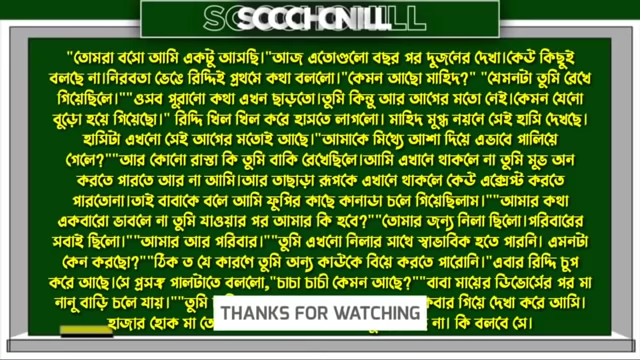 SOCCHONILL
"তোমরা বসো আমি একটু আসছি।"আজ এতোগুলো বছর পর দুজনের দেখা।কেউ কিছুই
বলছে না।নিরবতা ভেঙে রিদ্দিই প্রথমে কথা বললো।"কেমন আছো মাহিদ?" "যেমনটা তুমি রেখে
গিয়েছিলে।""ওসব পুরানো কথা এখন ছাড়তো।তুমি কিন্তু আর আগের মতো নেই।কেমন যেনো
বুড়ো হয়ে গিয়েছো।" রিদ্দি খিল খিল করে হাসতে লাগলো। মাহিদ মুগ্ধ নয়নে সেই হাসি দেখছে।
হাসিটা এখনো সেই আগের মতোই আছে। "আমাকে মিথ্যে আশা দিয়ে এভাবে পালিয়ে
গেলে?""আর কোনো রাস্তা কি তুমি বাকি রেখেছিলে।আমি এখানে থাকলে না তুমি মুভ অন
করতে পারতে আর না আমি।আর তাছাড়া রূপকে এখানে থাকলে কেউ এক্সেপ্ট করতে
পারতোনা।তাই বাবাকে বলে আমি ফুপির কাছে কানাডা চলে গিয়েছিলাম।""আমার কথা
একবারো ভাবলে না তুমি যাওয়ার পর আমার কি হবে?""তোমার জন্য নিলা ছিলো।পরিবারের
সবাই ছিলো।""আমার আর পরিবার।""তুমি এখনো নিলার সাথে স্বাভাবিক হতে পারনি। এমনটা
কেন করছো?""ঠিক ত যে কারণে তুমি অন্য কাউকে বিয়ে করতে পারোনি।"এবার রিদ্দি চুপ
করে আছে।সে প্রসঙ্গ পালটাতে বললো,"চাচা চাচী কেমন আছে?""বাবা মায়ের ডিভোর্সের পর মা
নানু বাড়ি চলে যায়।""তুমি কবার গিয়ে দেখা করে আসি।
THANKS FOR WATCHING
হাজার হোক মা তো না। কি বলবে সে।